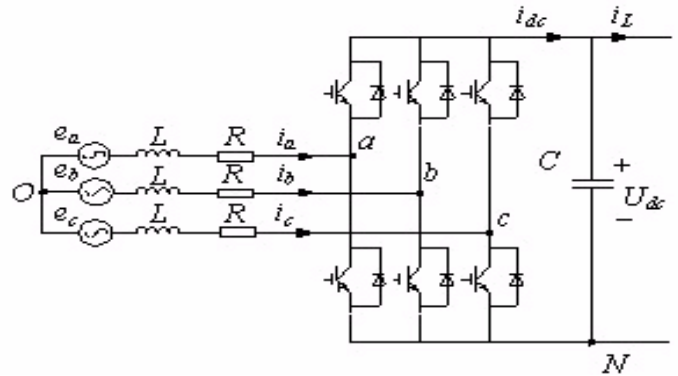 i_dc i_L
e_a L R i_a a
e_b L R i_b b
O
e_c L R i_c c
C + U_dc −
N